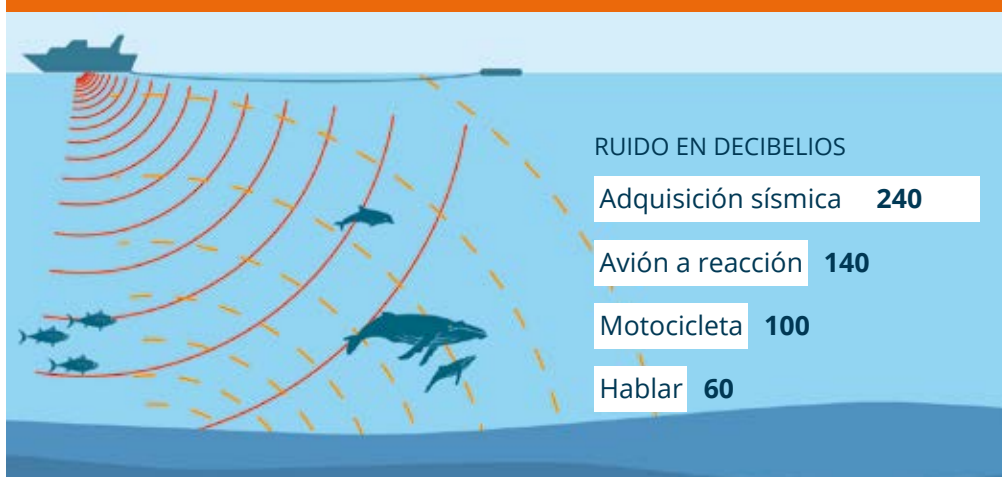 RUIDO EN DECIBELIOS
Adquisición sísmica 240
Avión a reacción 140
Motocicleta 100
Hablar 60